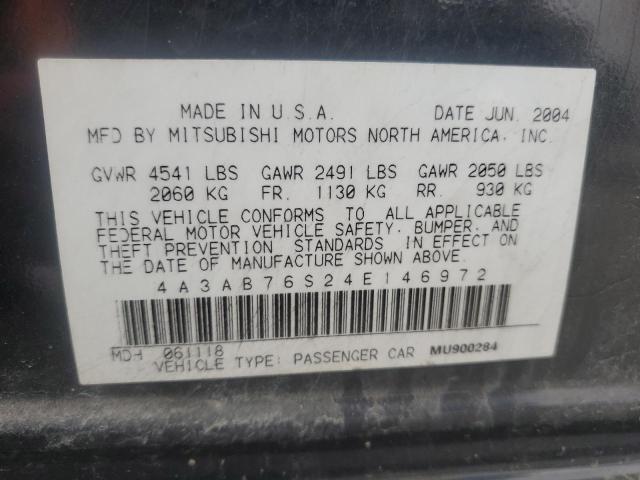 MADE IN U.S.A. DATE JUN. 2004
MFD BY MITSUBISHI MOTORS NORTH AMERICA, INC.
GVWR 4541 LBS GAWR 2491 LBS GAWR 2050 LBS
2060 KG FR. 1130 KG RR. 930 KG
THIS VEHICLE CONFORMS TO ALL APPLICABLE
FEDERAL MOTOR VEHICLE SAFETY, BUMPER, AND
THEFT PREVENTION STANDARDS IN EFFECT ON
THE DATE OF MANUFACTURE SHOWN ABOVE.
4A3AB76S24E146972
MDH 061118
VEHICLE TYPE: PASSENGER CAR MU900284